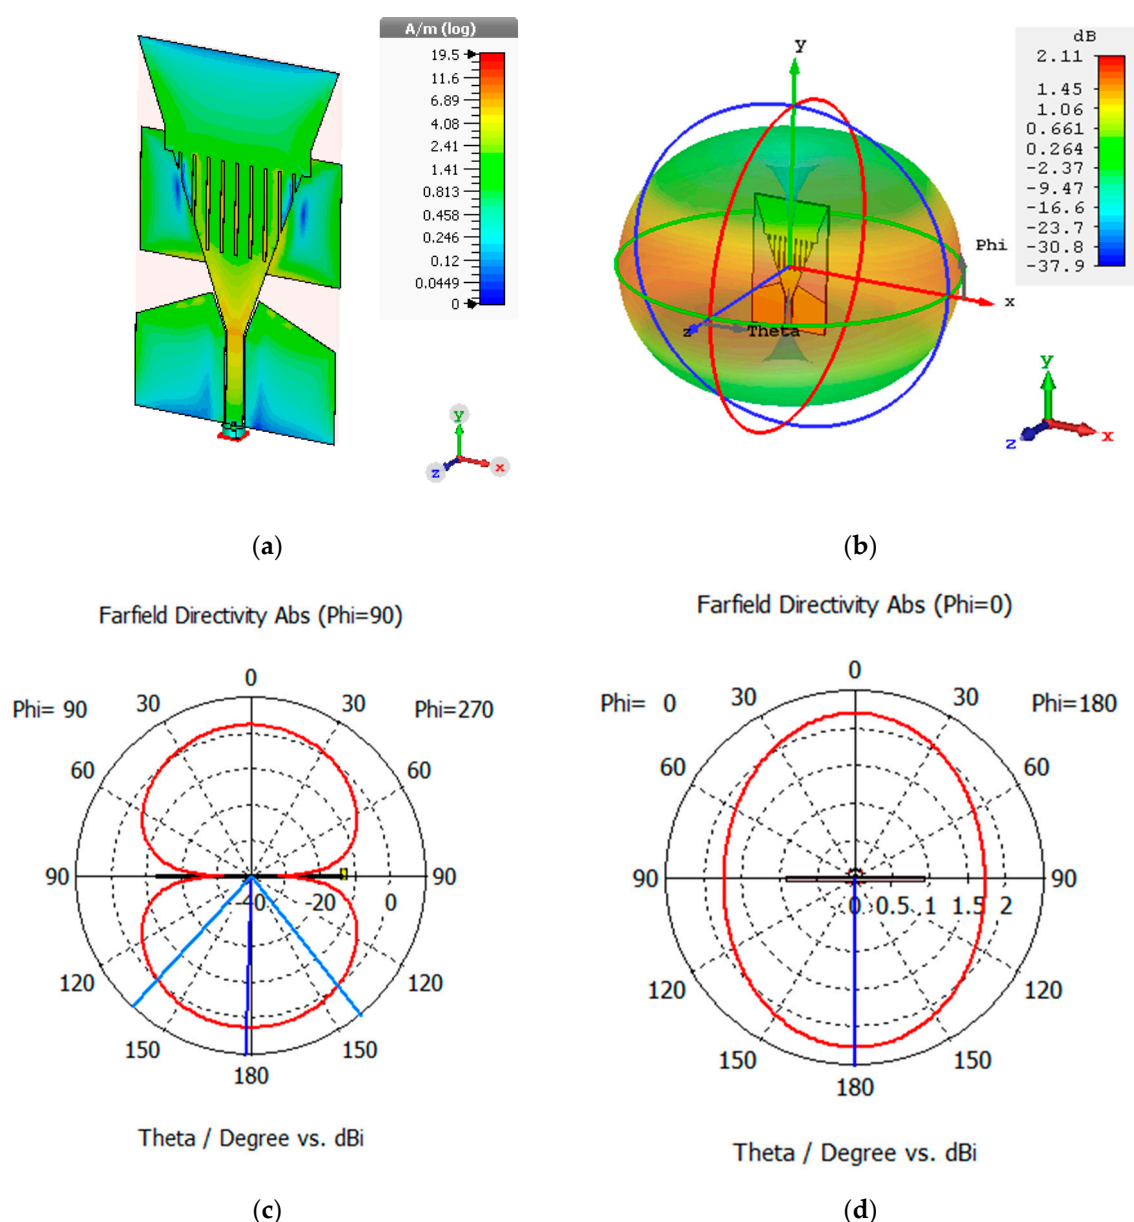 A/m (log)
19.5
11.6
6.89
4.08
2.41
1.41
0.813
0.458
0.246
0.12
0.0449
0
y
z
x
(a)
dB
2.11
1.45
1.06
0.661
0.264
-2.37
-9.47
-16.6
-23.7
-30.8
-37.9
y
Phi
x
z
Theta
y
x
z
(b)
Farfield Directivity Abs (Phi=90)
0
30
30
Phi= 90
Phi=270
60
60
90
90
-40
-20
0
120
120
150
150
180
Theta / Degree vs. dBi
(c)
Farfield Directivity Abs (Phi=0)
0
30
30
Phi= 0
Phi=180
60
60
90
90
0
0.5
1
1.5
2
120
120
150
150
180
Theta / Degree vs. dBi
(d)